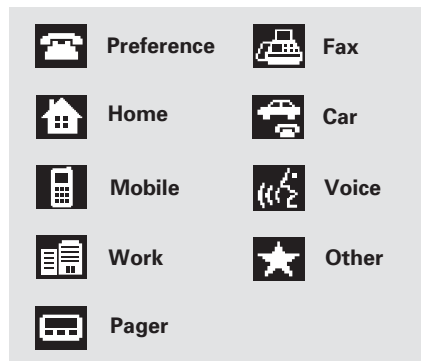 Preference
Home
Mobile
Work
Pager
Fax
Car
Voice
Other